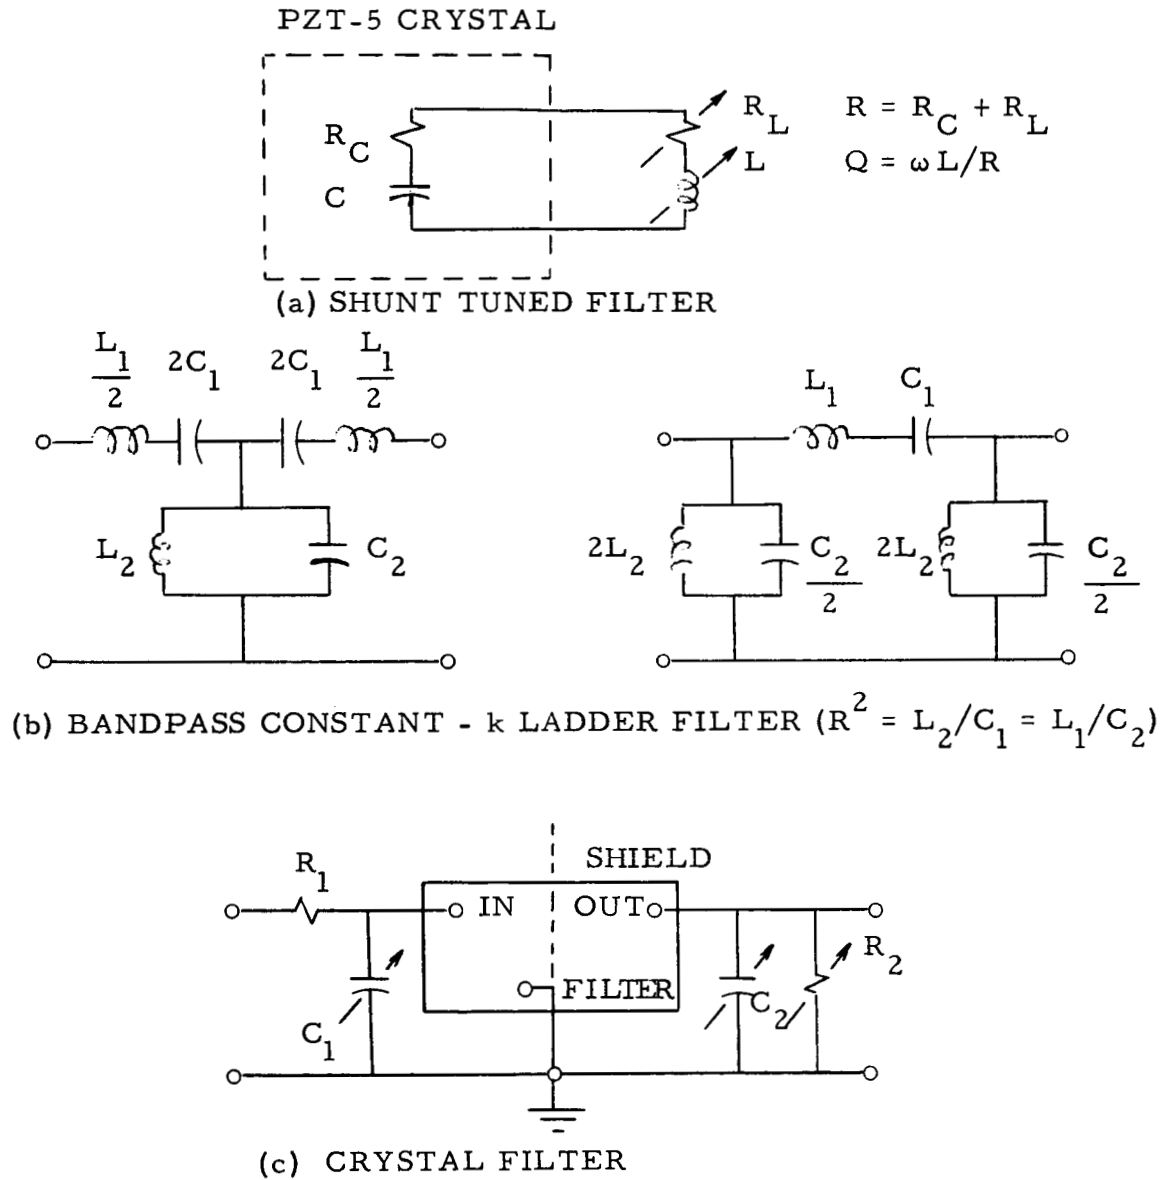 PZT-5 CRYSTAL
R_C
C
R_L
L
R = R_C + R_L
Q = ωL/R
(a) SHUNT TUNED FILTER
L_1/2 2C_1 2C_1 L_1/2
L_2 C_2
L_1 C_1
2L_2 C_2/2 2L_2 C_2/2
(b) BANDPASS CONSTANT - k LADDER FILTER (R^2 = L_2/C_1 = L_1/C_2)
SHIELD
R_1
IN OUT
R_2
FILTER
C_2
C_1
(c) CRYSTAL FILTER